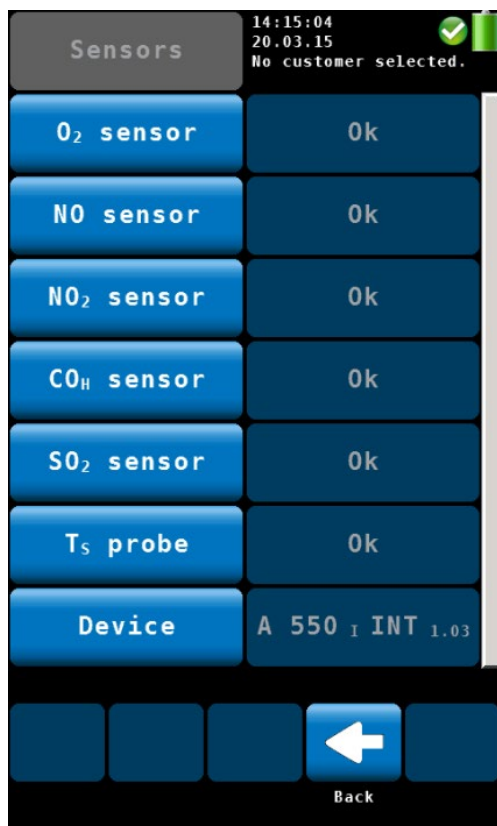 Sensors
14:15:04
20.03.15
No customer selected.
O₂ sensor
Ok
NO sensor
Ok
NO₂ sensor
Ok
COH sensor
Ok
SO₂ sensor
Ok
TS probe
Ok
Device
A 550 I INT 1.03
Back